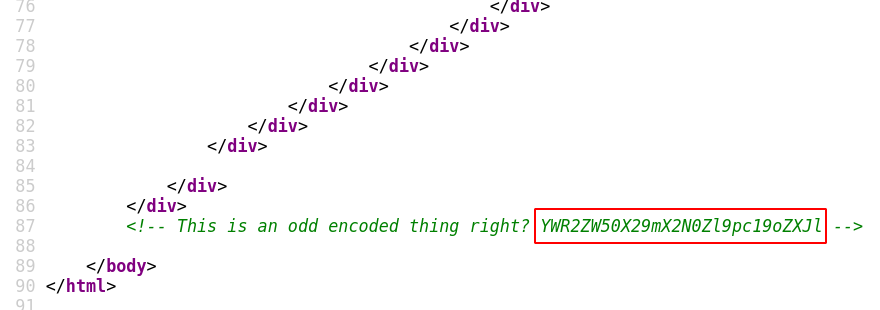 76 </div>
77 </div>
78 </div>
79 </div>
80 </div>
81 </div>
82 </div>
83 </div>
84
85 </div>
86 </div>
87 <!-- This is an odd encoded thing right? YWR2ZW50X29mX2N0Zl9pc19oZXJl -->
88
89 </body>
90 </html>
91